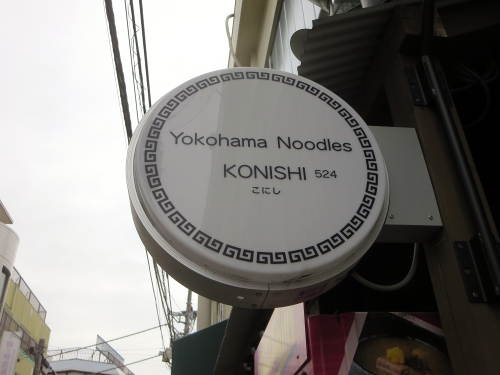 Yokohama Noodles
KONISHI 524
こにし